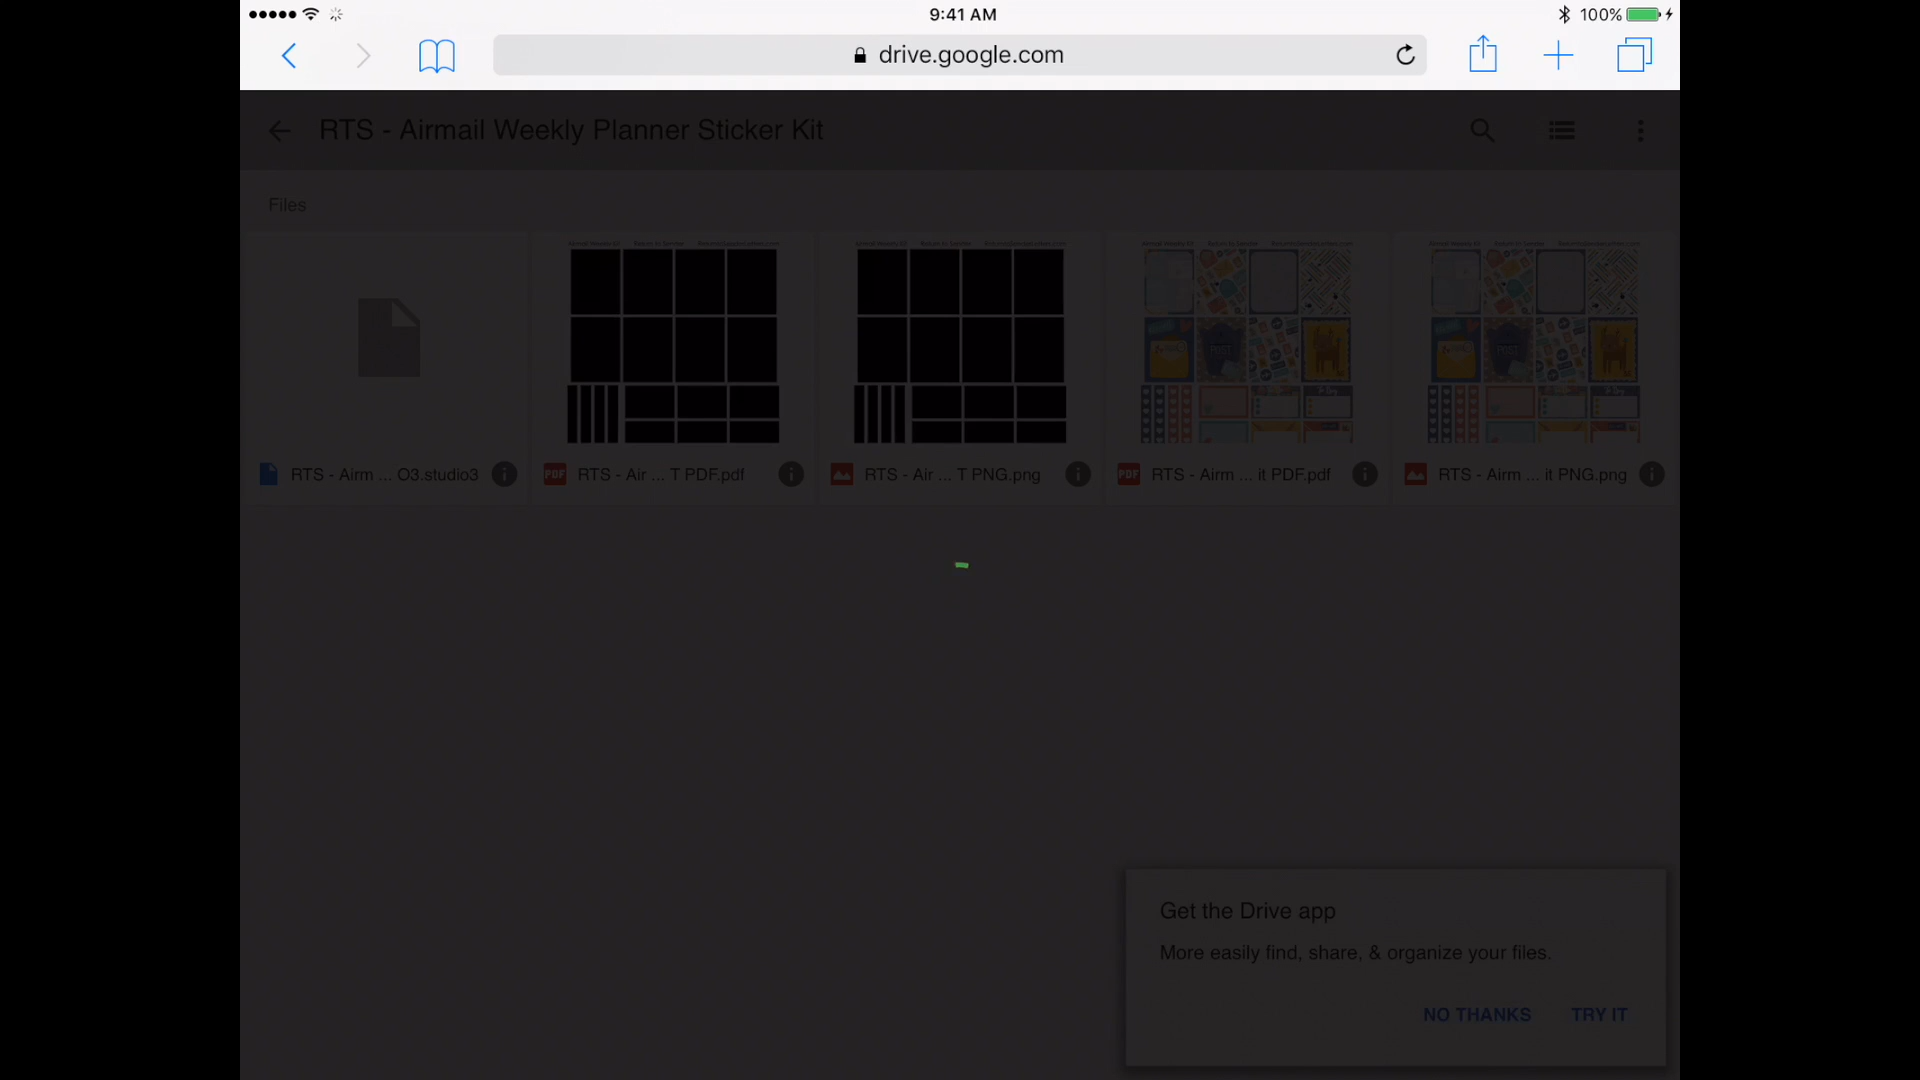 9:41 AM
100%
drive.google.com
RTS - Airmail Weekly Planner Sticker Kit
Files
RTS - Airm ... O3.studio3
RTS - Air ... T PDF.pdf
RTS - Air ... T PNG.png
RTS - Airm ... it PDF.pdf
RTS - Airm ... it PNG.png
PDF
PDF
Get the Drive app
More easily find, share, & organize your files.
NO THANKS
TRY IT